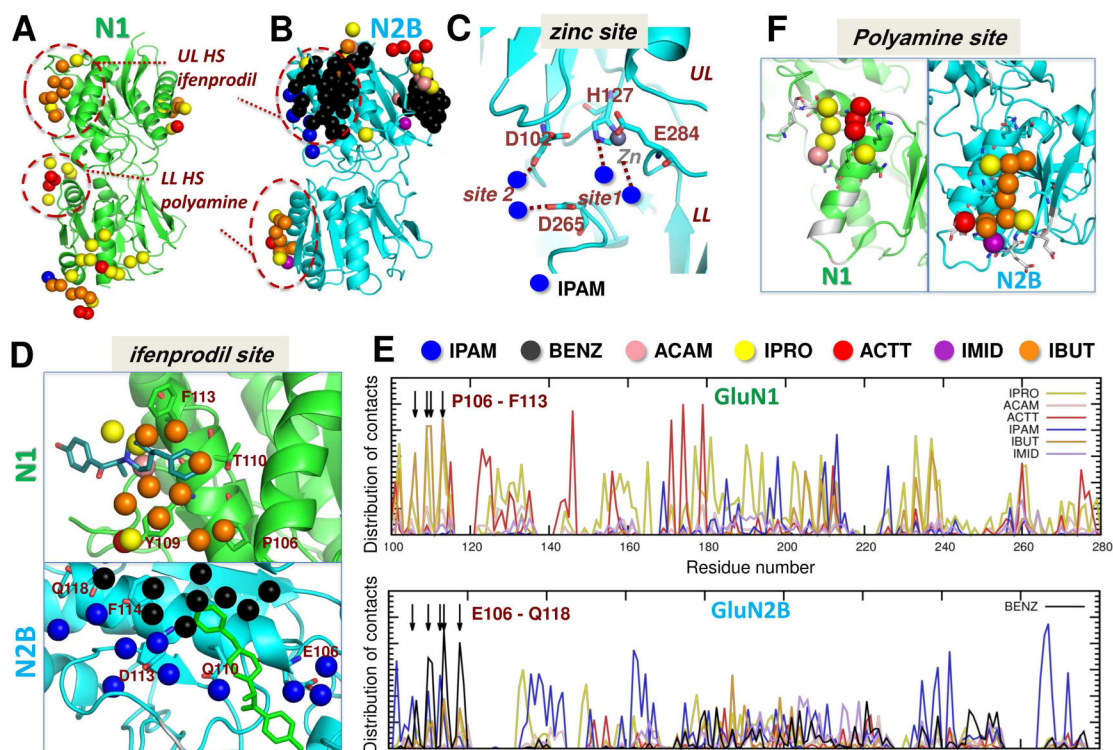 A
N1
B
N2B
UL HS
ifenprodil
LL HS
polyamine
C
zinc site
UL
H127
D102
E284
Zn
site 2
site1
D265
LL
IPAM
F
Polyamine site
N1
N2B
D
ifenprodil site
N1
F113
T110
Y109
P106
N2B
Q118
F114
E106
D113
Q110
E
IPAM
BENZ
ACAM
IPRO
ACTT
IMID
IBUT
Distribution of contacts
P106 - F113
GluN1
IPRO
ACAM
ACTT
IPAM
IBUT
IMID
100 120 140 160 180 200 220 240 260 280
Residue number
Distribution of contacts
E106 - Q118
GluN2B
BENZ